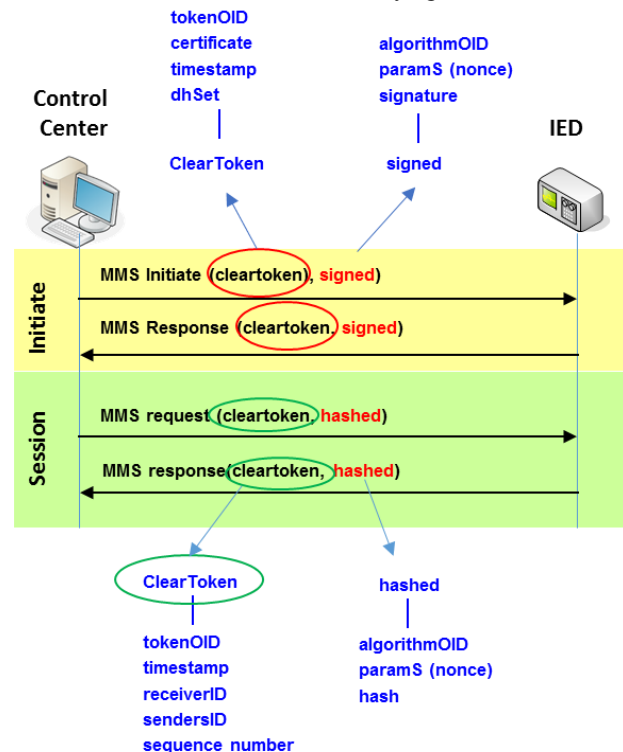 tokenOID
certificate
timestamp
dhSet
algorithmOID
paramS (nonce)
signature
Control
Center
IED
ClearToken
signed
Initiate
MMS Initiate (cleartoken), signed)
MMS Response (cleartoken, signed)
Session
MMS request (cleartoken, hashed)
MMS response(cleartoken, hashed)
ClearToken
hashed
tokenOID
timestamp
receiverID
sendersID
sequence number
algorithmOID
paramS (nonce)
hash